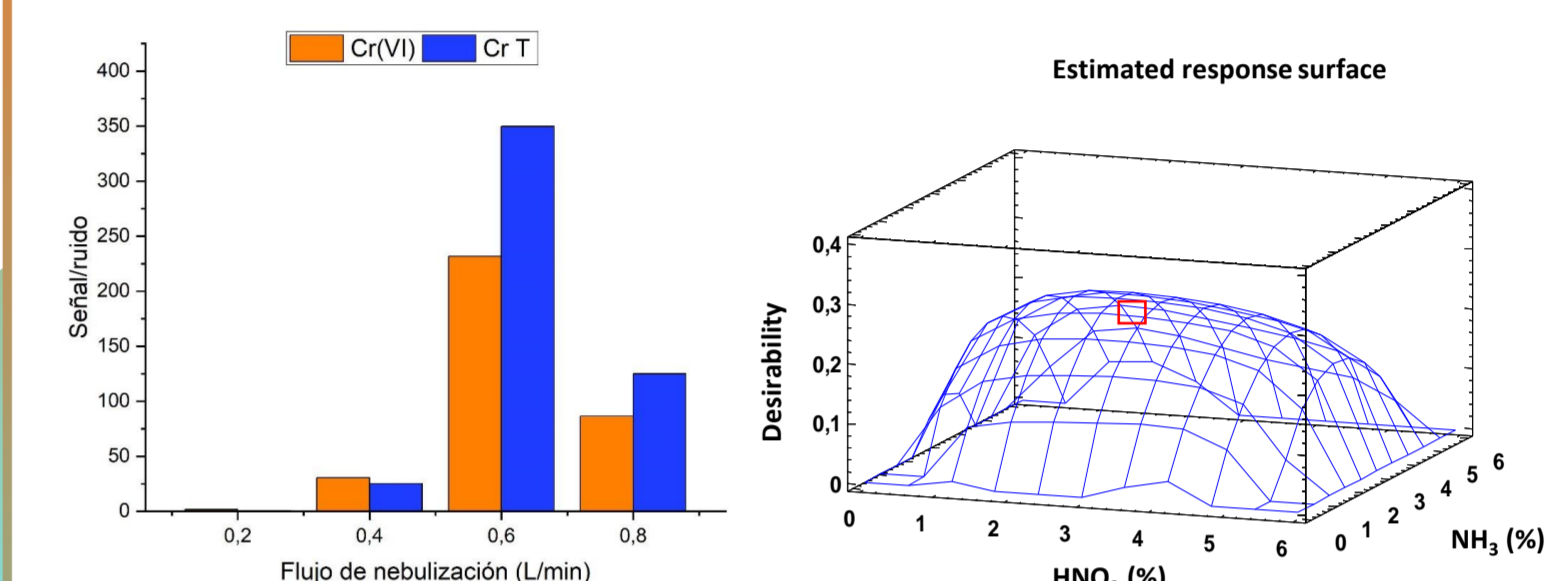 Cr(VI) Cr T
400
350
300
250
200
150
100
50
0
Señal/ruido
0,2 0,4 0,6 0,8
Flujo de nebulización (L/min)
Estimated response surface
Desirability
0,4
0,3
0,2
0,1
0
0 1 2 3 4 5 6
HNO₃ (%)
0 1 2 3 4 5 6
NH₃ (%)